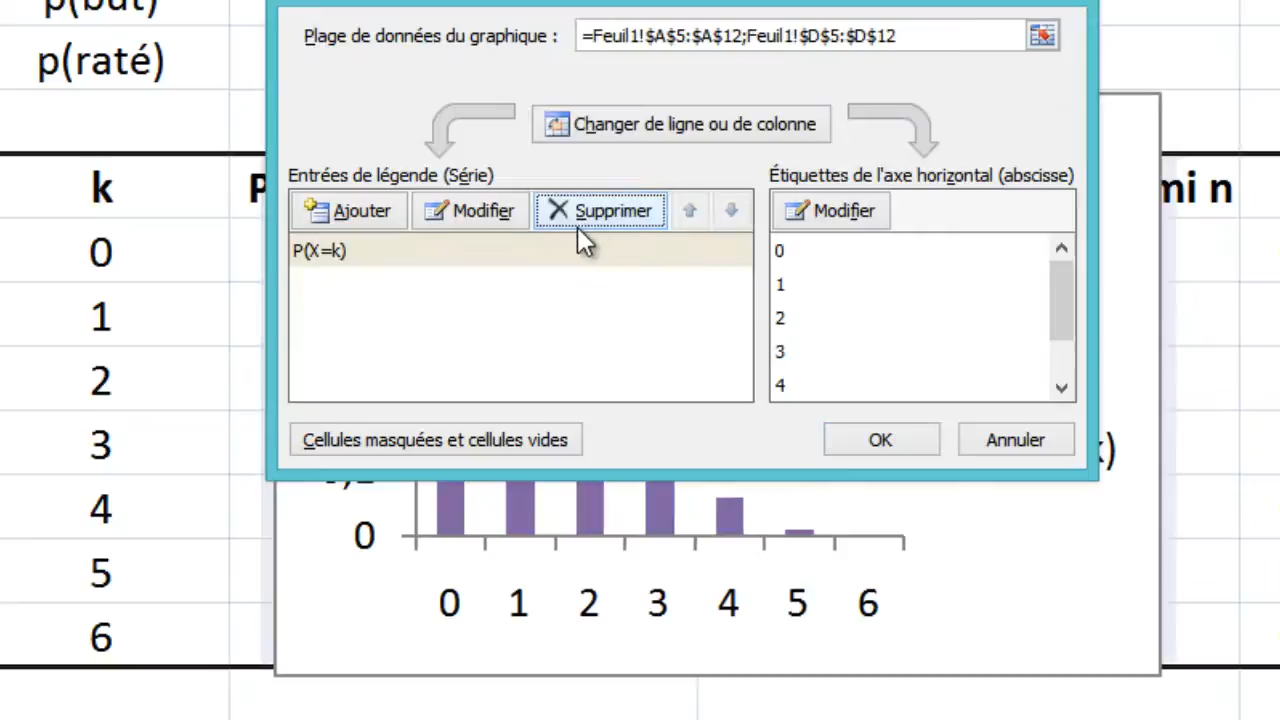 p(but)
p(raté)
k
P
mi n
0
1
2
3
4
5
6
Plage de données du graphique :
=Feuil1!$A$5:$A$12;Feuil1!$D$5:$D$12
Changer de ligne ou de colonne
Entrées de légende (Série)
Ajouter
Modifier
Supprimer
P(X=k)
Étiquettes de l'axe horizontal (abscisse)
Modifier
0
1
2
3
4
Cellules masquées et cellules vides
OK
Annuler
k)
0
0 1 2 3 4 5 6